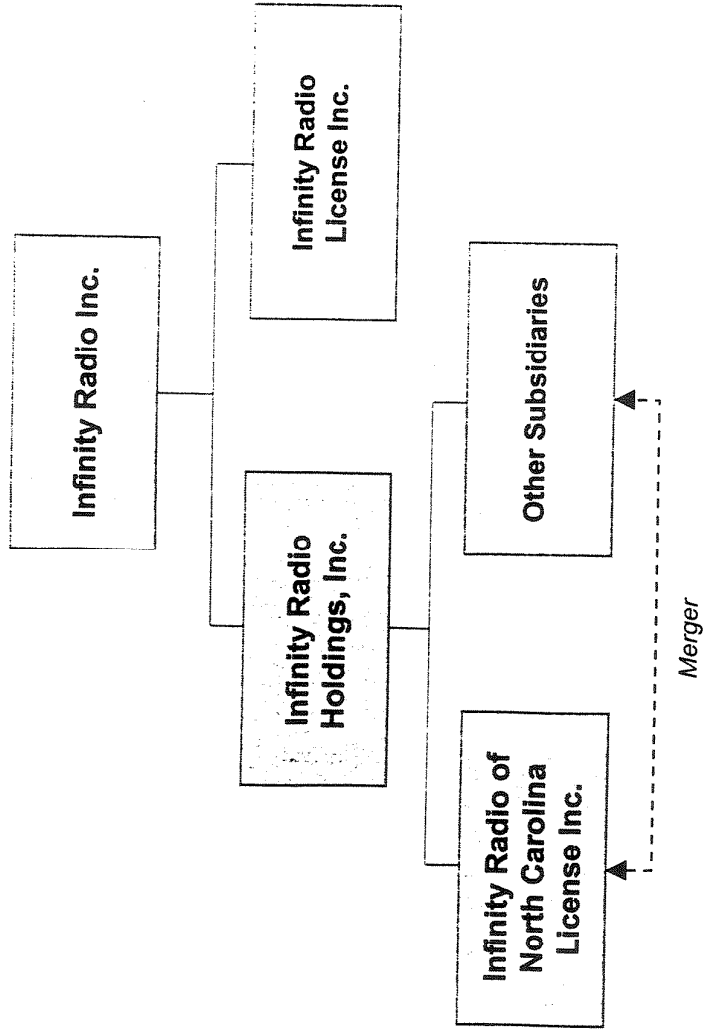 Infinity Radio Inc.
Infinity Radio
Holdings, Inc.
Infinity Radio
License Inc.
Infinity Radio of
North Carolina
License Inc.
Other Subsidiaries
Merger